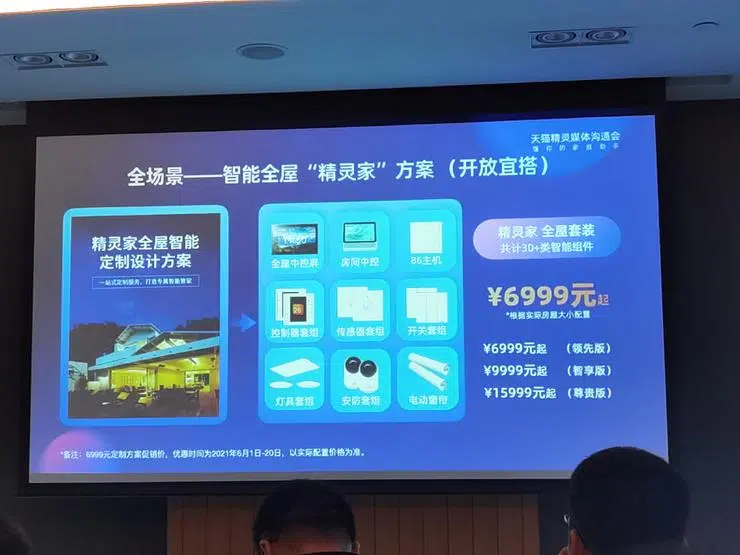 天猫精灵媒体沟通会
懂你的家庭助手
全场景——智能全屋“精灵家”方案（开放宜搭）
精灵家全屋智能
定制设计方案
一站式定制服务，打造专属智能管家
全屋中控屏
房间中控
86主机
控制器套组
传感器套组
开关套组
灯具套组
安防套组
电动窗帘
精灵家 全屋套装
共计30+类智能组件
¥6999元起
*根据实际房屋大小配置
¥6999元起 （领先版）
¥9999元起 （智享版）
¥15999元起 （尊贵版）
*备注：6999元定制方案促销价，优惠时间为2021年6月1日-20日，以实际配置价格为准。